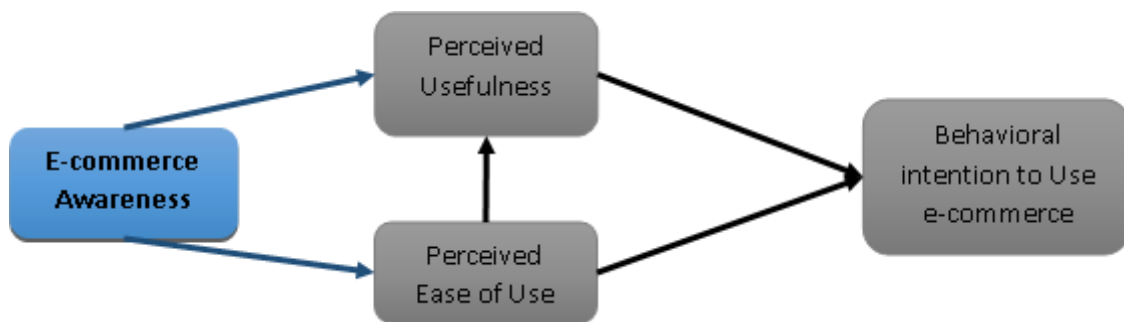 Perceived
Usefulness
E-commerce
Awareness
Behavioral
intention to Use
e-commerce
Perceived
Ease of Use